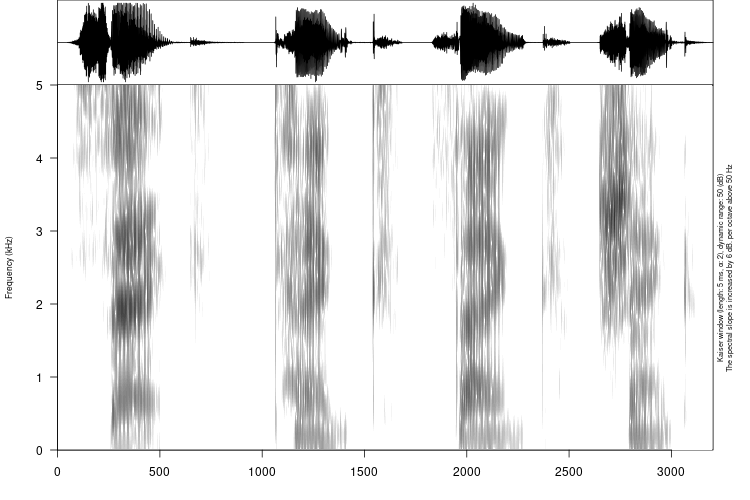 5
4
3
2
1
0
Frequency (kHz)
0 500 1000 1500 2000 2500 3000
Kaiser window (length: 5 ms, α: 2), dynamic range: 50 (dB)
The spectral slope is increased by 6 dB. per octave above 50 Hz